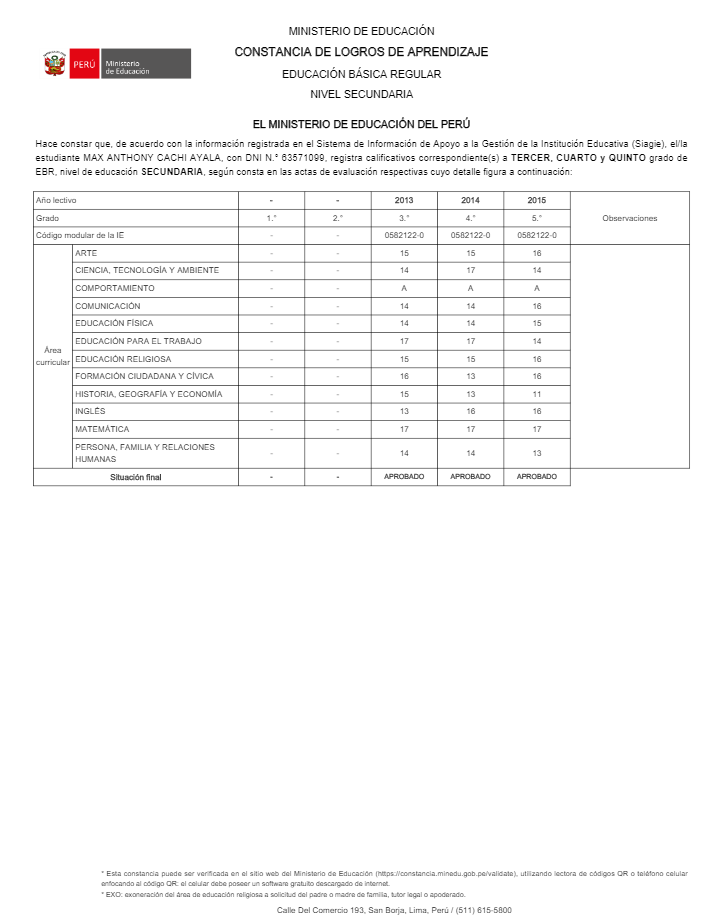 MINISTERIO DE EDUCACIÓN
CONSTANCIA DE LOGROS DE APRENDIZAJE
PERÚ Ministerio de Educación
EDUCACIÓN BÁSICA REGULAR
NIVEL SECUNDARIA
EL MINISTERIO DE EDUCACIÓN DEL PERÚ
Hace constar que, de acuerdo con la información registrada en el Sistema de Información de Apoyo a la Gestión de la Institución Educativa (Siagie), el/la
estudiante MAX ANTHONY CACHI AYALA, con DNI N.° 63571099, registra calificativos correspondiente(s) a TERCER, CUARTO y QUINTO grado de
EBR, nivel de educación SECUNDARIA, según consta en las actas de evaluación respectivas cuyo detalle figura a continuación:
Año lectivo - - 2013 2014 2015
Grado 1.° 2.° 3.° 4.° 5.° Observaciones
Código modular de la IE - - 0582122-0 0582122-0 0582122-0
Área curricular
ARTE - - 15 15 16
CIENCIA, TECNOLOGÍA Y AMBIENTE - - 14 17 14
COMPORTAMIENTO - - A A A
COMUNICACIÓN - - 14 14 16
EDUCACIÓN FÍSICA - - 14 14 15
EDUCACIÓN PARA EL TRABAJO - - 17 17 14
EDUCACIÓN RELIGIOSA - - 15 15 16
FORMACIÓN CIUDADANA Y CÍVICA - - 16 13 16
HISTORIA, GEOGRAFÍA Y ECONOMÍA - - 15 13 11
INGLÉS - - 13 16 16
MATEMÁTICA - - 17 17 17
PERSONA, FAMILIA Y RELACIONES
HUMANAS - - 14 14 13
Situación final - - APROBADO APROBADO APROBADO
* Esta constancia puede ser verificada en el sitio web del Ministerio de Educación (https://constancia.minedu.gob.pe/validate), utilizando lectora de códigos QR o teléfono celular
enfocando al código QR: el celular debe poseer un software gratuito descargado de internet.
* EXO: exoneración del área de educación religiosa a solicitud del padre o madre de familia, tutor legal o apoderado.
Calle Del Comercio 193, San Borja, Lima, Perú / (511) 615-5800